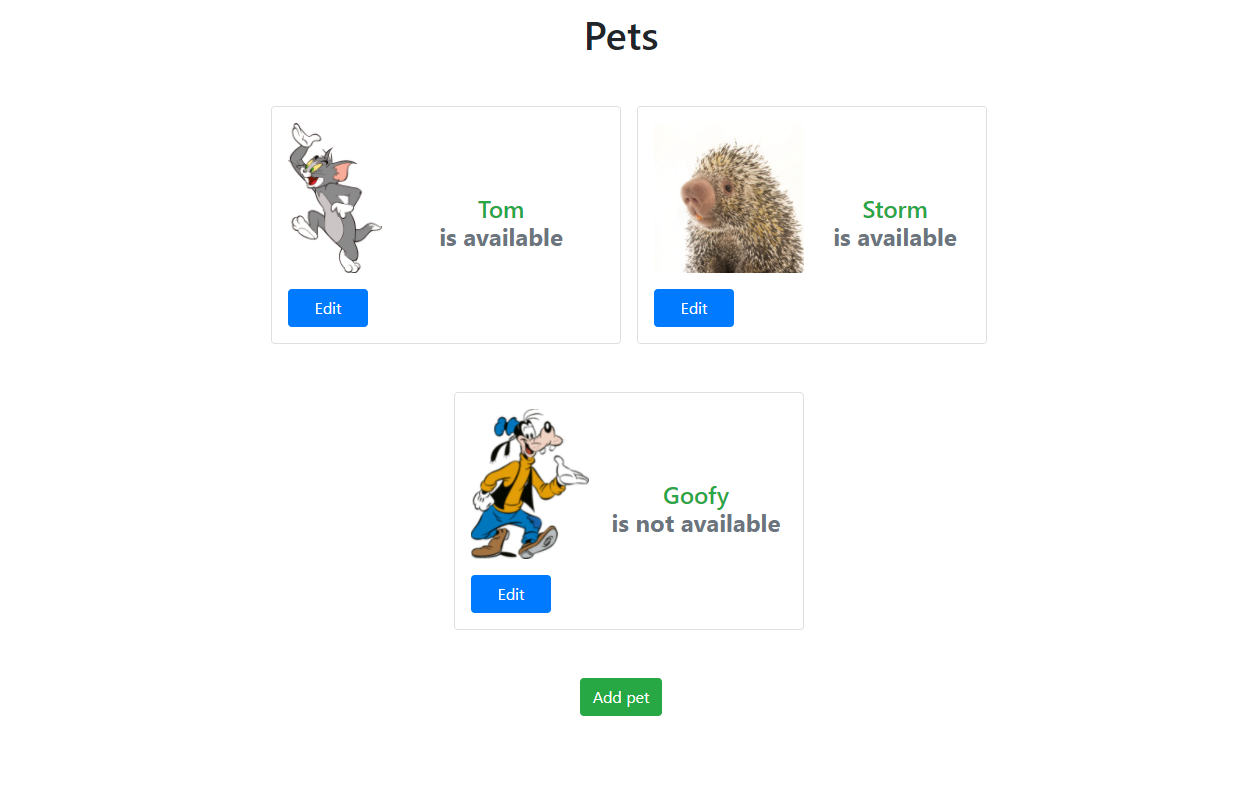 Pets
Tom
is available
Edit
Storm
is available
Edit
Goofy
is not available
Edit
Add pet